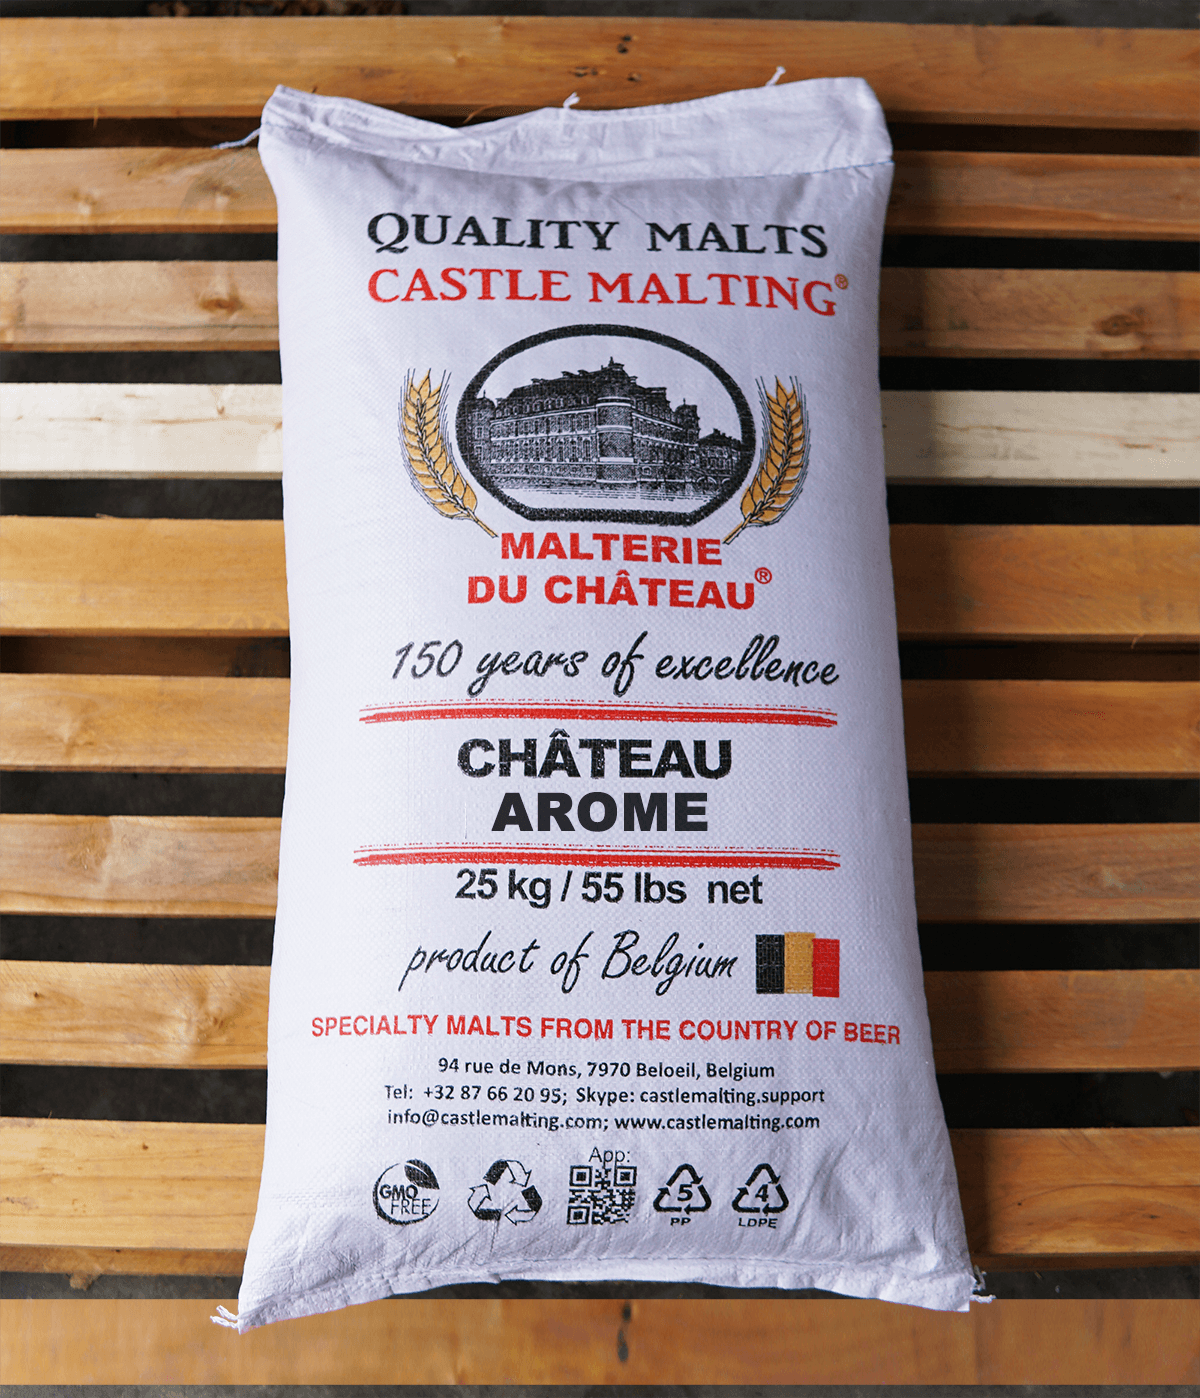 QUALITY MALTS
CASTLE MALTING®
MALTERIE
DU CHÂTEAU®
150 years of excellence
CHÂTEAU
AROME
25 kg / 55 lbs net
product of Belgium
SPECIALTY MALTS FROM THE COUNTRY OF BEER
94 rue de Mons, 7970 Beloeil, Belgium
Tel: +32 87 66 20 95; Skype: castlemalting.support
info@castlemalting.com; www.castlemalting.com
App:
GMO
FREE
5
PP
4
LDPE